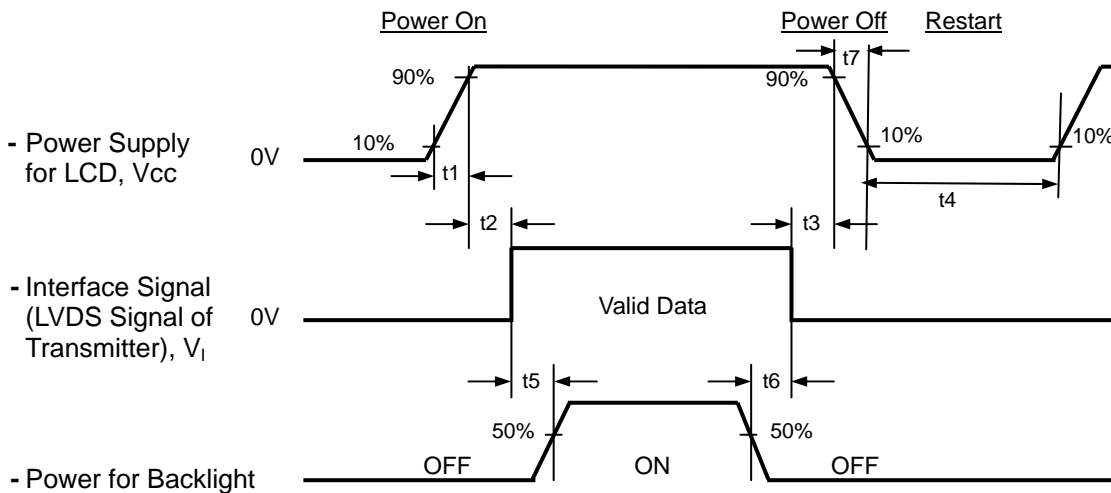 Power On
Power Off
Restart
t7
90%
90%
- Power Supply
for LCD, Vcc
0V
10%
10%
10%
t1
t4
t2
t3
- Interface Signal
(LVDS Signal of
Transmitter), VI
0V
Valid Data
t5
t6
50%
50%
OFF
ON
OFF
- Power for Backlight